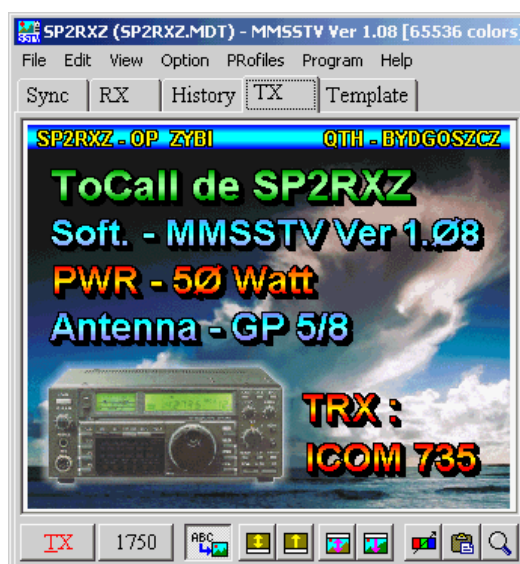 SP2RXZ (SP2RXZ.MDT) - MMSSTV Ver 1.08 [65536 colors]
File Edit View Option PRofiles Program Help
Sync RX History TX Template
SP2RXZ - OP ZYBI QTH - BYDGOSZCZ
ToCall de SP2RXZ
Soft. - MMSSTV Ver 1.Ø8
PWR - 5Ø Watt
Antenna - GP 5/8
TRX :
ICOM 735
TX 1750 ABC